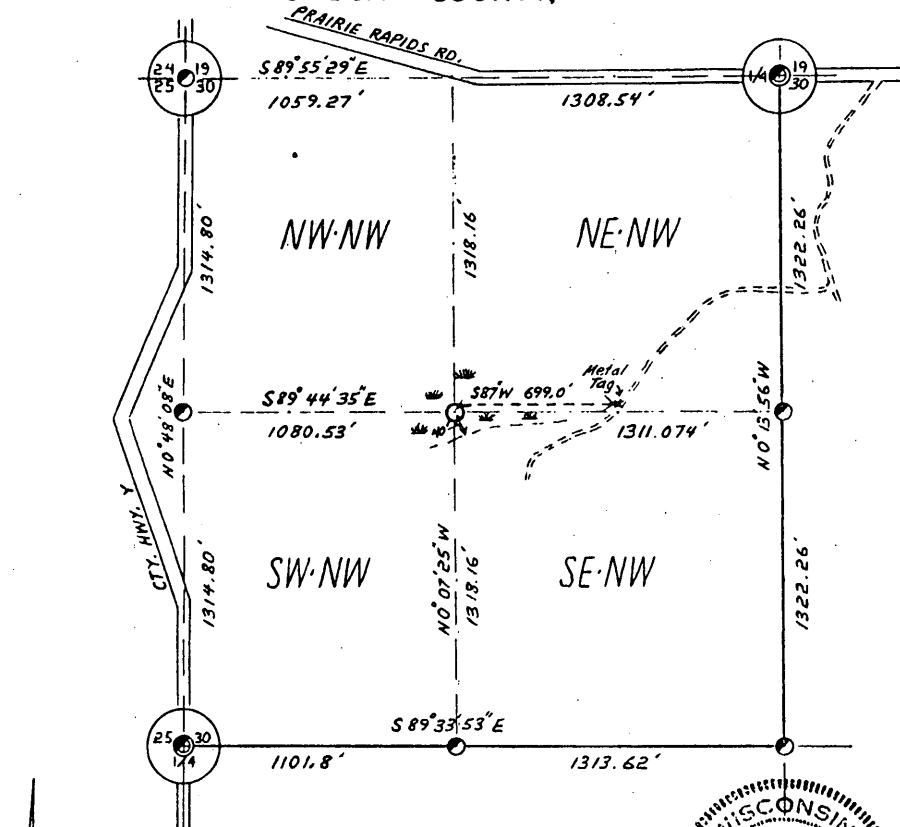 COUNTY,
PRAIRIE RAPIDS RD.
24 19
25 30
S 89°55'29"E
1059.27'
1308.54'
1/4 19
30
NW·NW
NE·NW
1314.80'
1318.16'
1322.26'
Metal
Tag
S87°W 699.0'
S89°44'35"E
1080.53'
1311.074'
N0°48'08"E
N0°13'56"W
40'
CTY. HWY. Y
SW·NW
SE·NW
1314.80'
N0°07'25"W
1318.16'
1322.26'
25 30
1/4
S 89°33'53"E
1101.8'
1313.62'
WISCONSIN